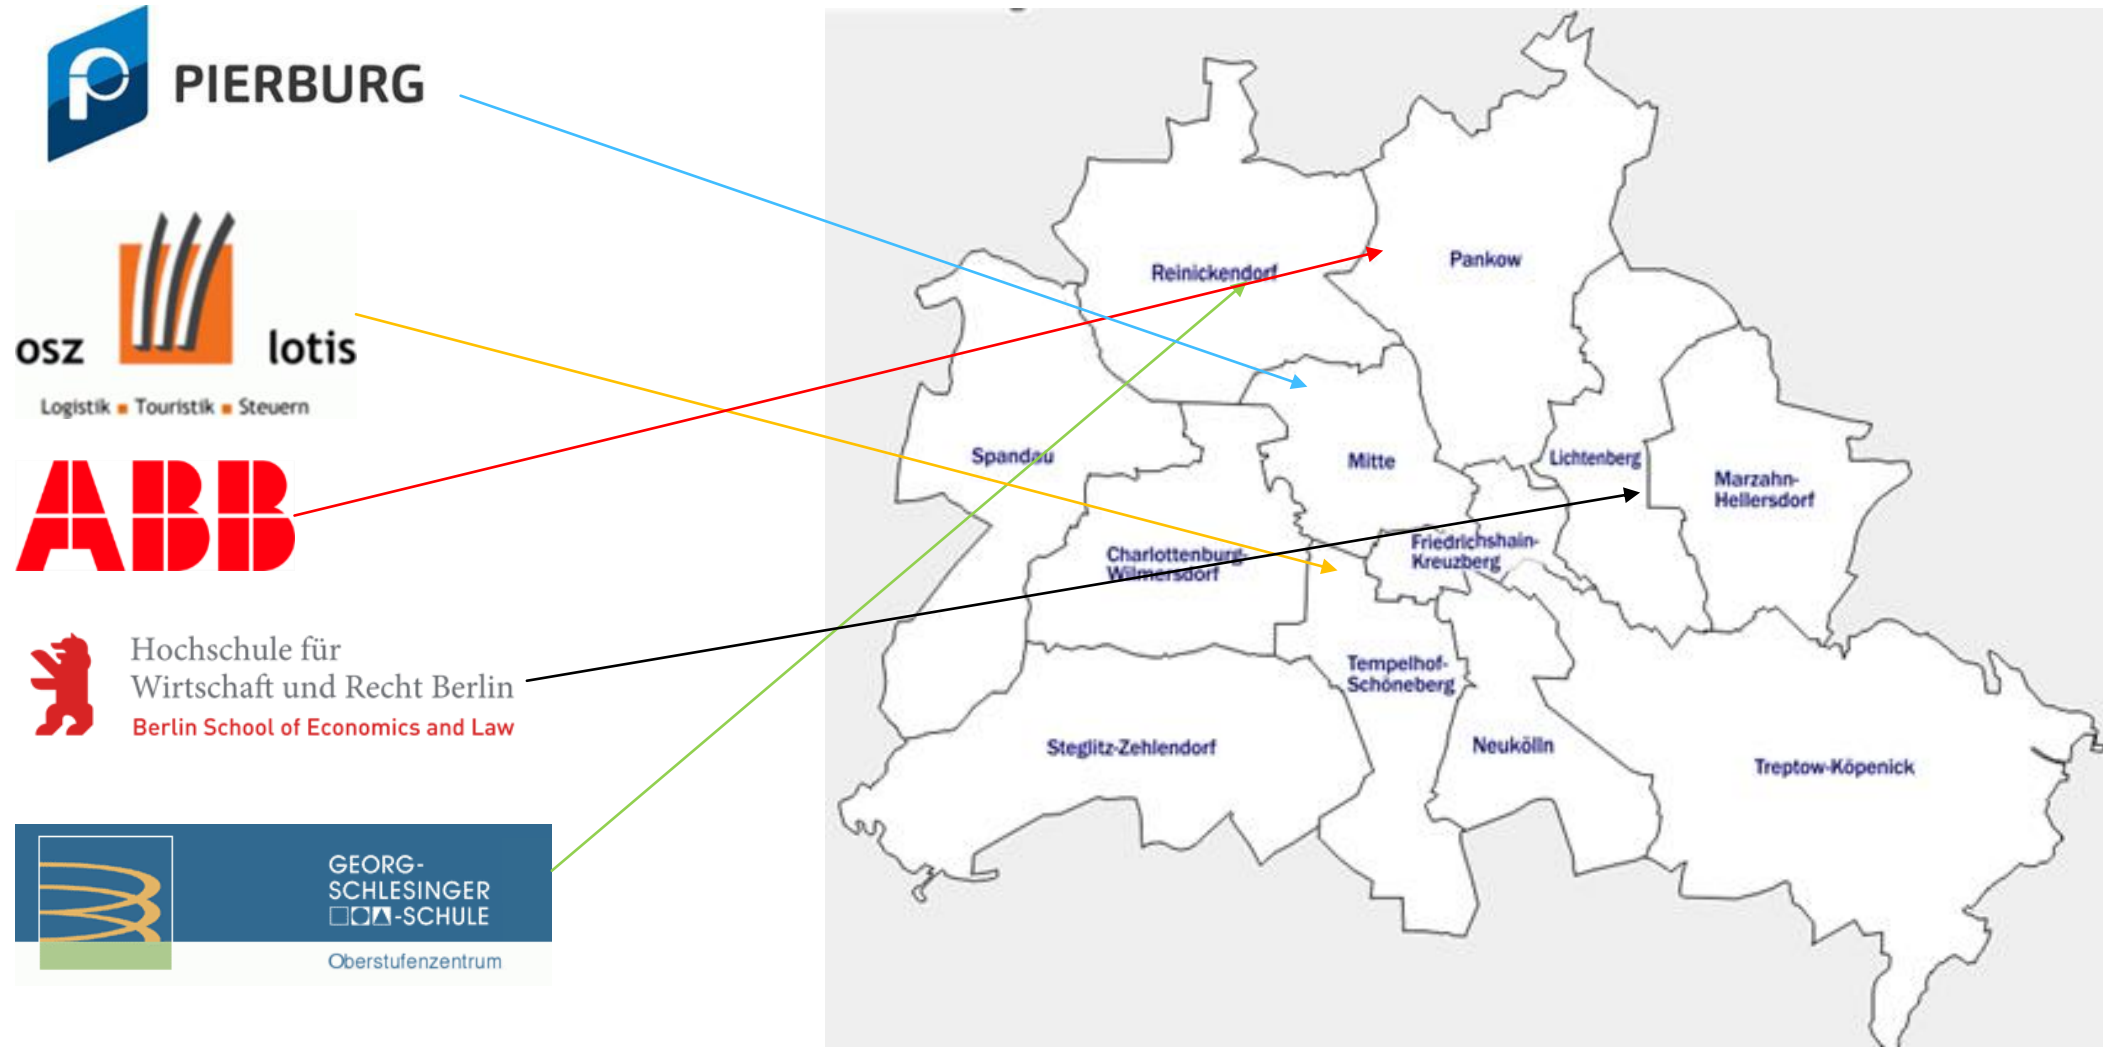 PIERBURG
osz lotis
Logistik ▪ Touristik ▪ Steuern
ABB
Hochschule für
Wirtschaft und Recht Berlin
Berlin School of Economics and Law
GEORG-
SCHLESINGER
-SCHULE
Oberstufenzentrum
Reinickendorf
Pankow
Spandau
Mitte
Lichtenberg
Marzahn-
Hellersdorf
Charlottenburg-
Wilmersdorf
Friedrichshain-
Kreuzberg
Tempelhof-
Schöneberg
Steglitz-Zehlendorf
Neukölln
Treptow-Köpenick